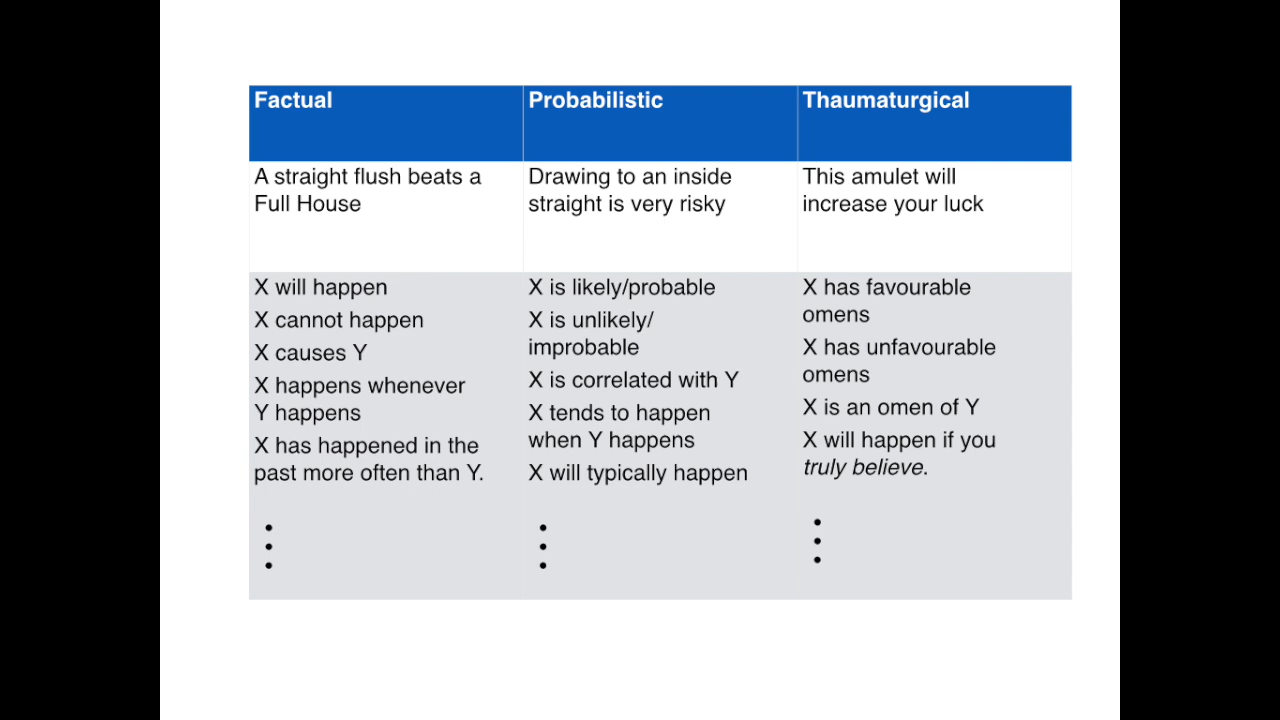 Factual
Probabilistic
Thaumaturgical
A straight flush beats a
Full House
Drawing to an inside
straight is very risky
This amulet will
increase your luck
X will happen
X cannot happen
X causes Y
X happens whenever
Y happens
X has happened in the
past more often than Y.
X is likely/probable
X is unlikely/
improbable
X is correlated with Y
X tends to happen
when Y happens
X will typically happen
X has favourable
omens
X has unfavourable
omens
X is an omen of Y
X will happen if you
truly believe.